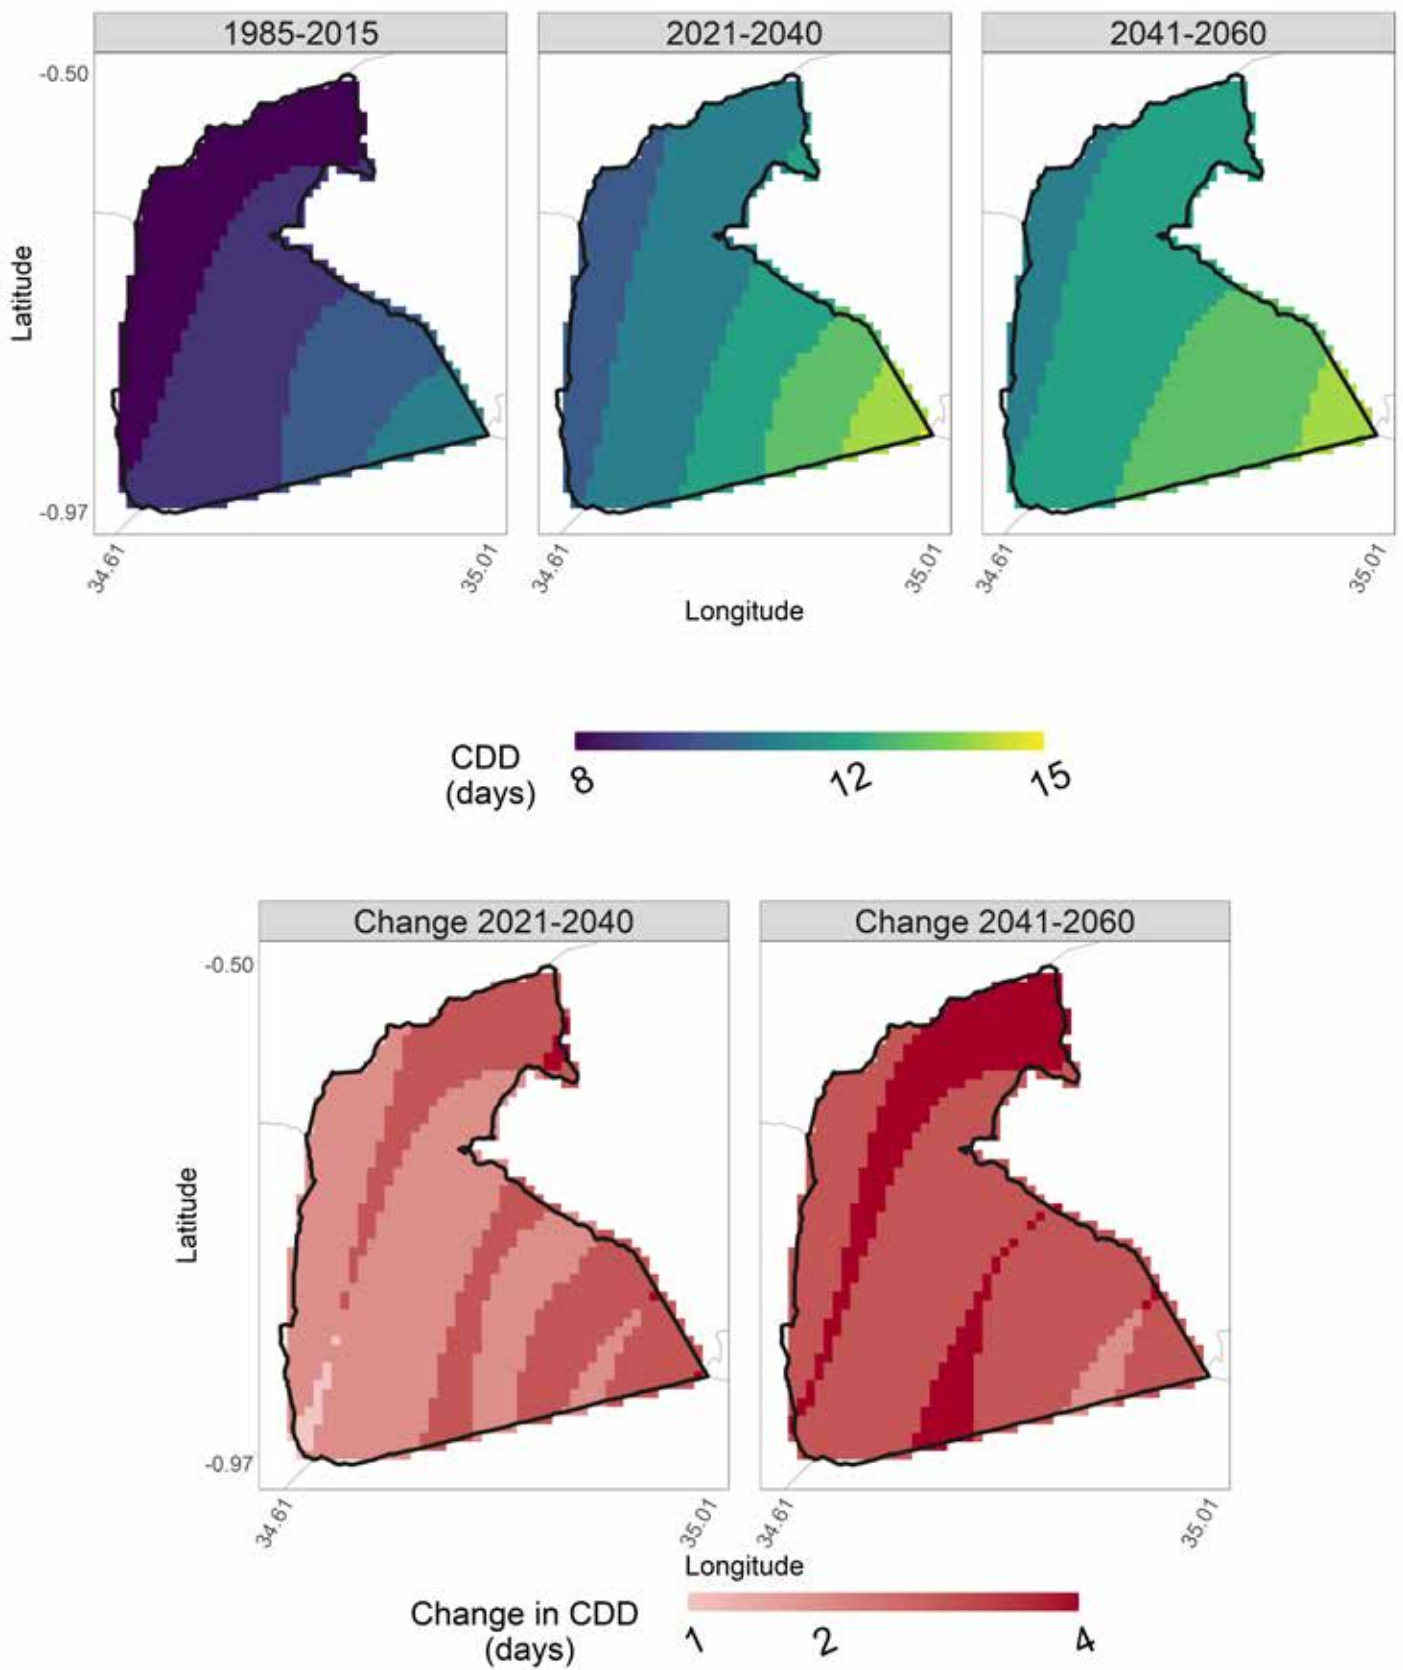 1985-2015
2021-2040
2041-2060
-0.50
Latitude
-0.97
34.61
35.01
34.61
35.01
34.61
35.01
Longitude
CDD
(days)
8
12
15
Change 2021-2040
Change 2041-2060
-0.50
Latitude
-0.97
34.61
35.01
34.61
35.01
Longitude
Change in CDD
(days)
1
2
4